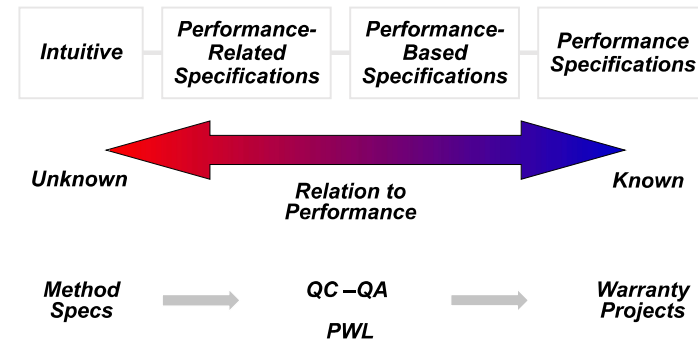 Intuitive
Performance-
Related
Specifications
Performance-
Based
Specifications
Performance
Specifications
Unknown
Relation to
Performance
Known
Method
Specs
QC –QA
PWL
Warranty
Projects